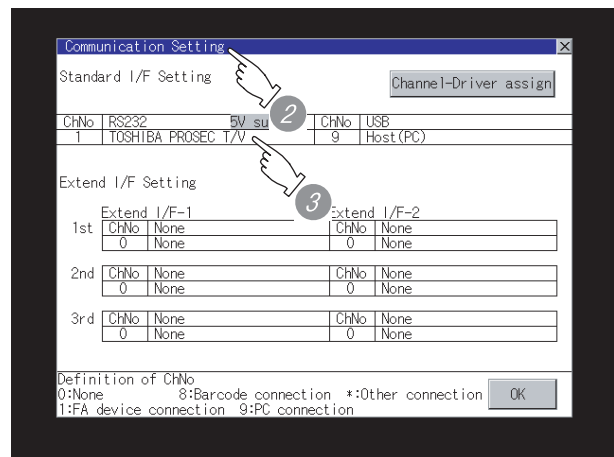 Communication Setting
Standard I/F Setting
Channel-Driver assign
ChNo RS232 5V su ChNo USB
1 TOSHIBA PROSEC T/V 9 Host(PC)
2
Extend I/F Setting
3
Extend I/F-1 Extend I/F-2
1st ChNo None ChNo None
0 None 0 None
2nd ChNo None ChNo None
0 None 0 None
3rd ChNo None ChNo None
0 None 0 None
Definition of ChNo
0:None 8:Barcode connection *:Other connection OK
1:FA device connection 9:PC connection